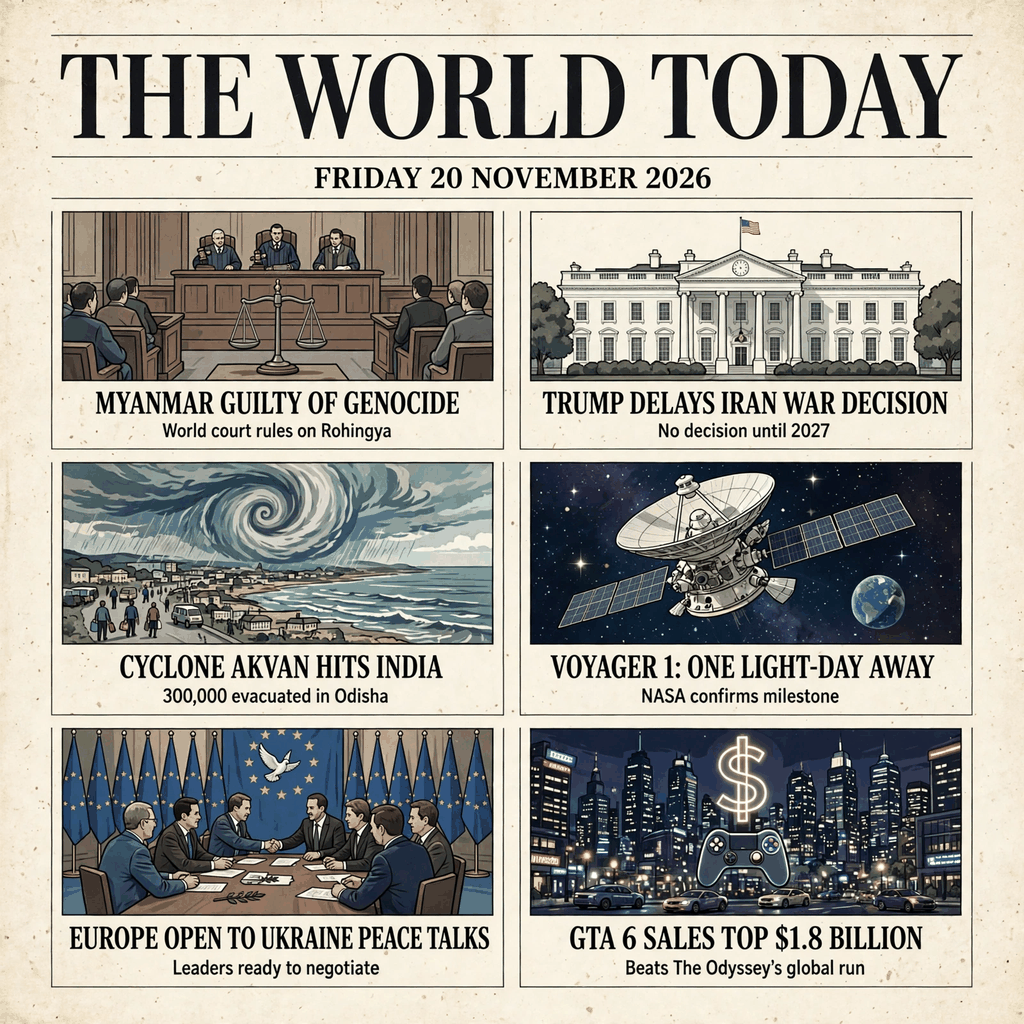 THE WORLD TODAY
FRIDAY 20 NOVEMBER 2026
MYANMAR GUILTY OF GENOCIDE
World court rules on Rohingya
TRUMP DELAYS IRAN WAR DECISION
No decision until 2027
CYCLONE AKVAN HITS INDIA
300,000 evacuated in Odisha
VOYAGER 1: ONE LIGHT-DAY AWAY
NASA confirms milestone
EUROPE OPEN TO UKRAINE PEACE TALKS
Leaders ready to negotiate
$
GTA 6 SALES TOP $1.8 BILLION
Beats The Odyssey's global run